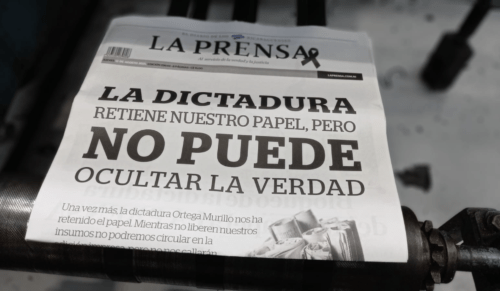 LA PRENSA
LA DICTADURA
RETIENE NUESTRO PAPEL, PERO
NO PUEDE
OCULTAR LA VERDAD
Una vez más, la dictadura Ortega Murillo nos ha
retenido el papel. Mientras no liberen nuestros
insumos no podremos circular en la